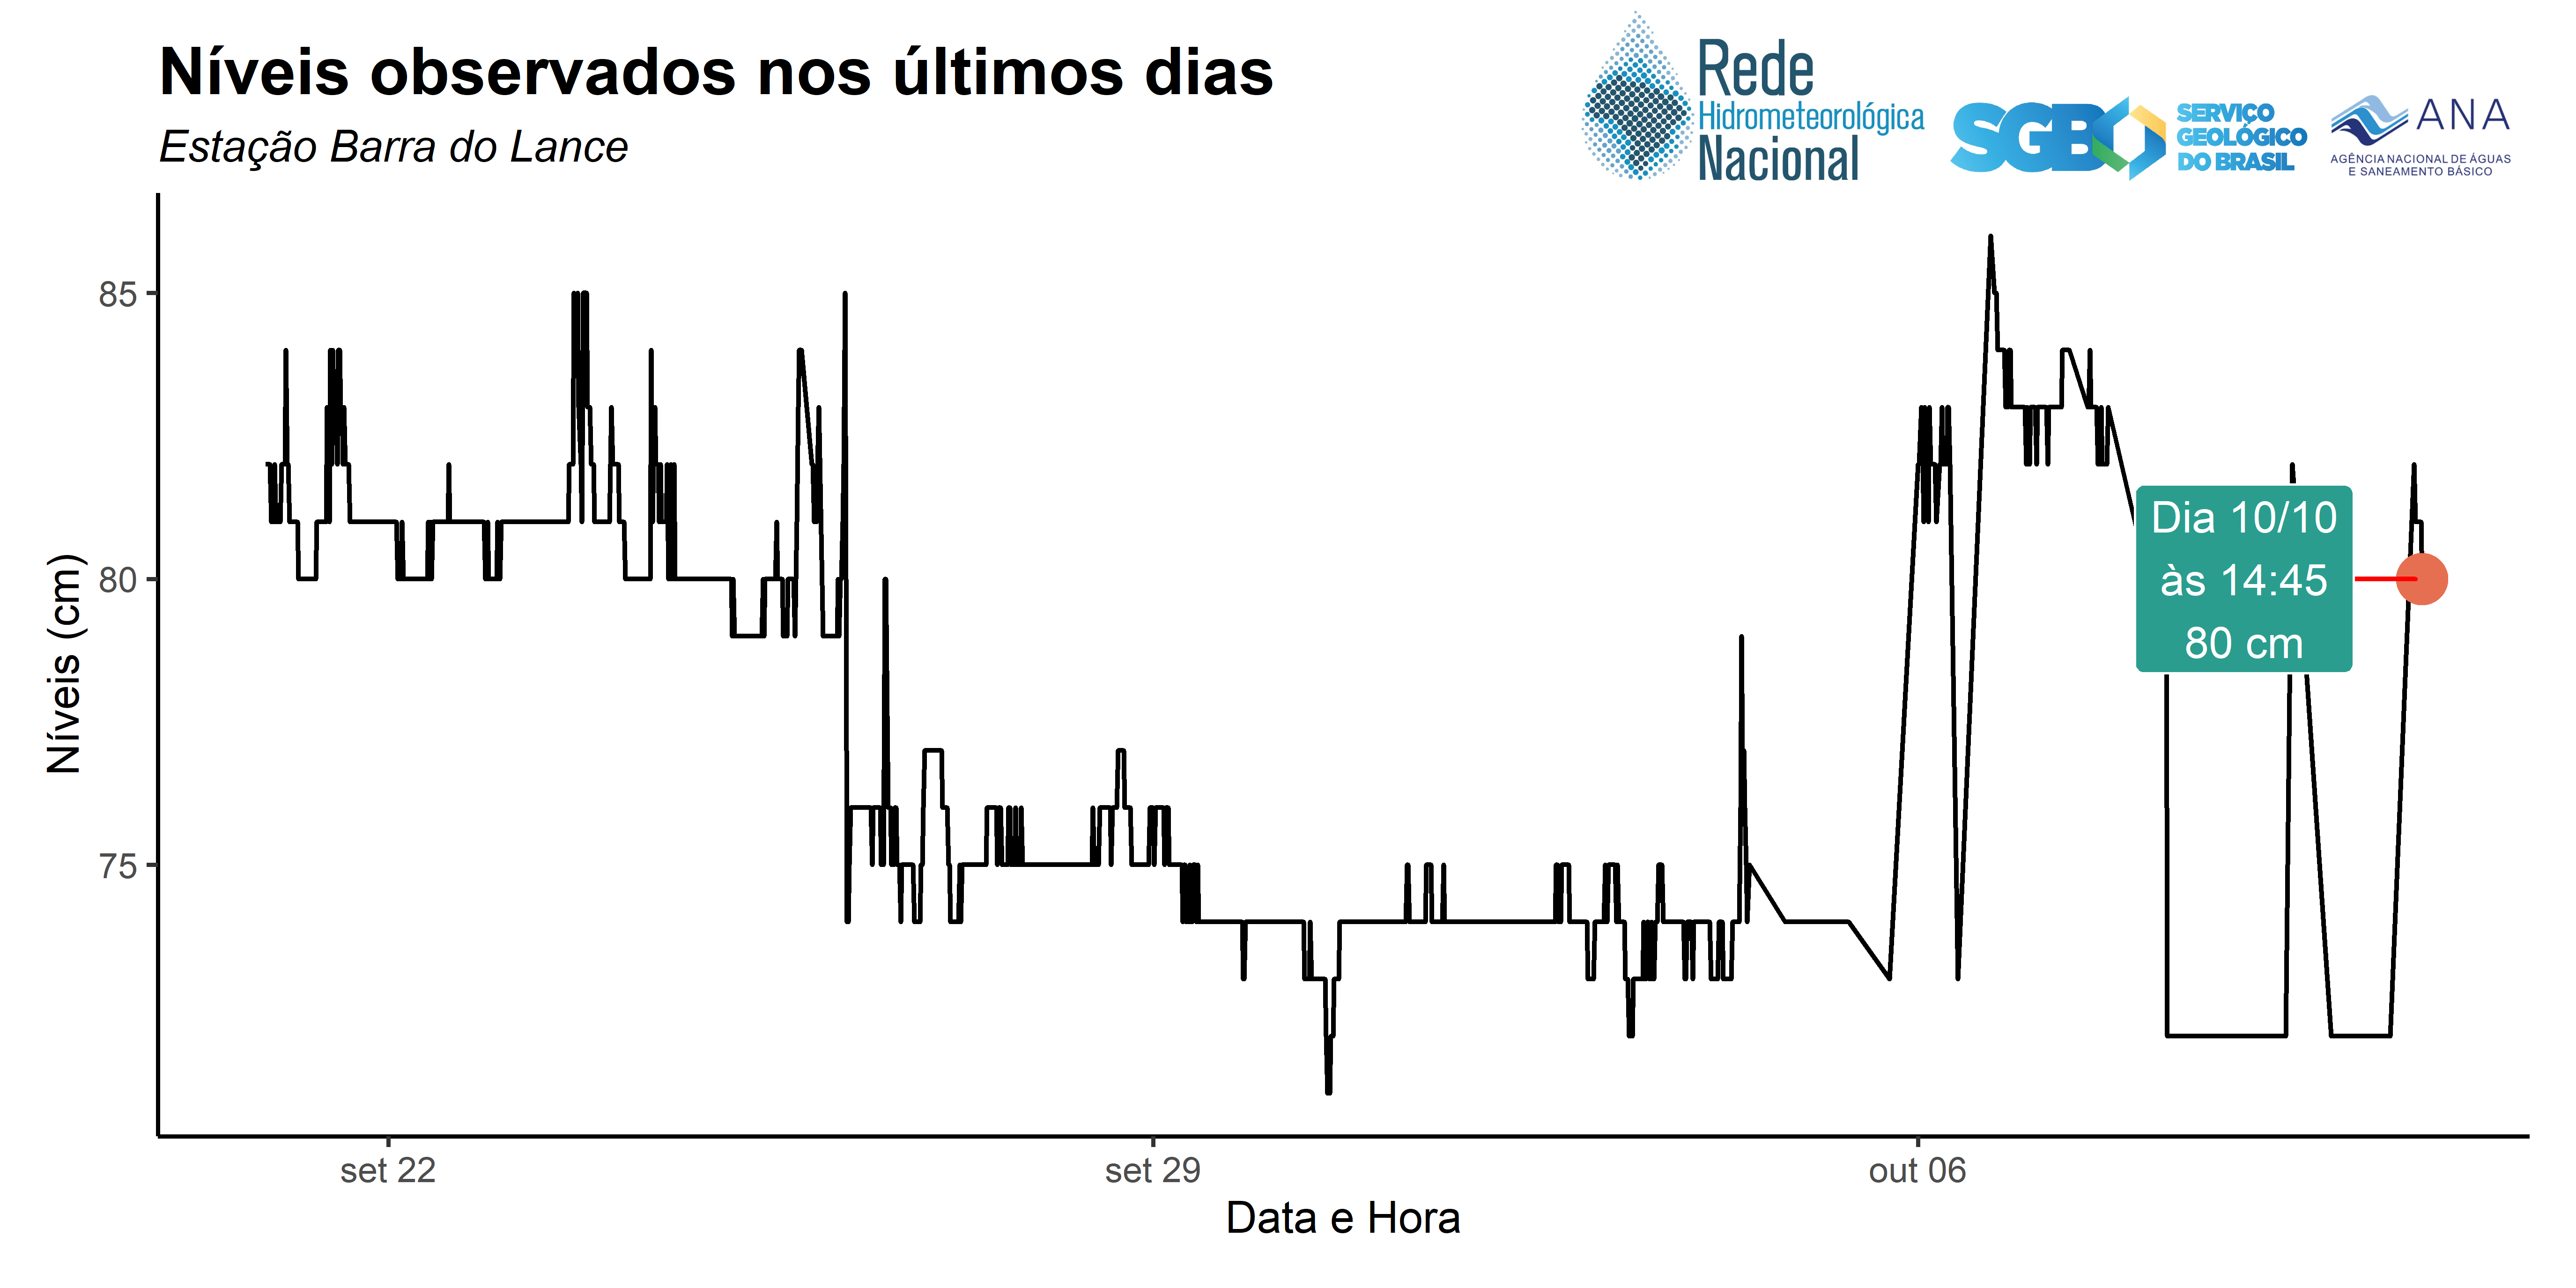 Níveis observados nos últimos dias
Estação Barra do Lance
Rede
Hidrometeorológica
Nacional
SGB
SERVIÇO
GEOLÓGICO
DO BRASIL
ANA
AGÊNCIA NACIONAL DE ÁGUAS
E SANEAMENTO BÁSICO
Níveis (cm)
85
80
75
Dia 10/10
às 14:45
80 cm
set 22
set 29
out 06
Data e Hora